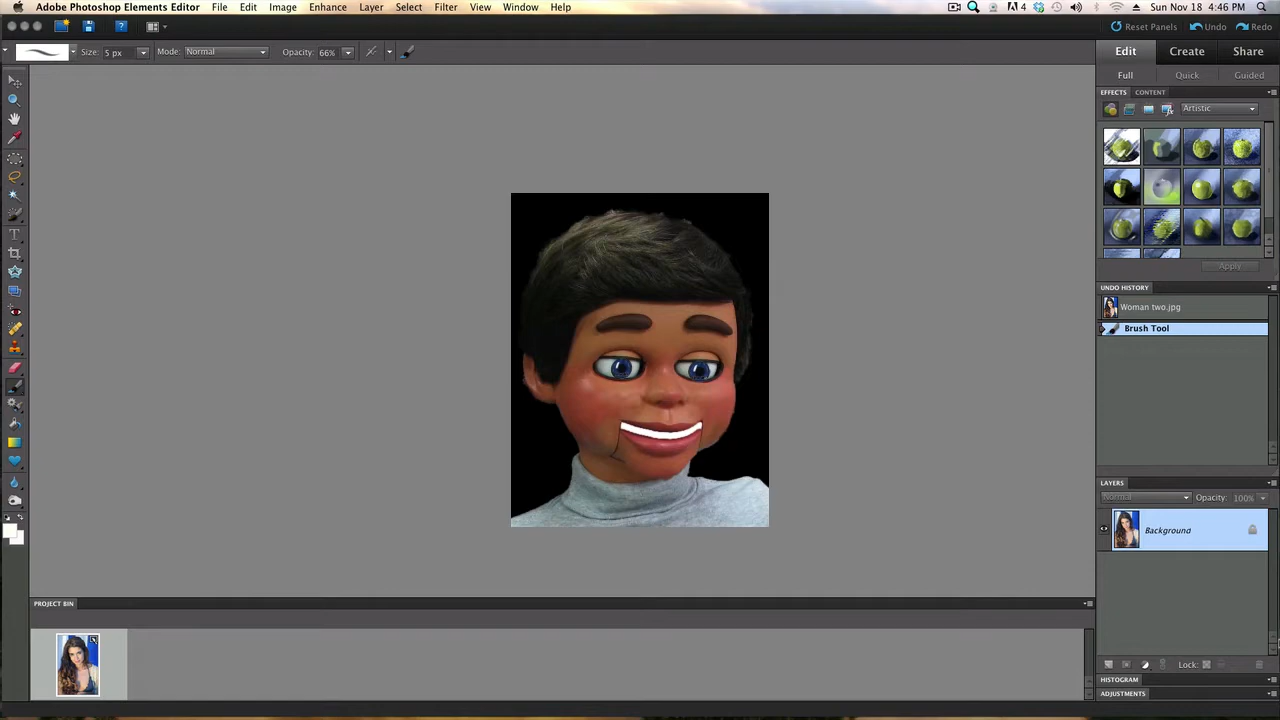 Adobe Photoshop Elements Editor File Edit Image Enhance Layer Select Filter View Window Help 4 Sun Nov 18 4:46 PM
Reset Panels Undo Redo
Size: 5 px Mode: Normal Opacity: 66% Edit Create Share
Full Quick Guided
EFFECTS CONTENT
Artistic
Apply
UNDO HISTORY
Woman two.jpg
Brush Tool
LAYERS
Normal Opacity: 100%
Background
PROJECT BIN
Lock:
HISTOGRAM
ADJUSTMENTS